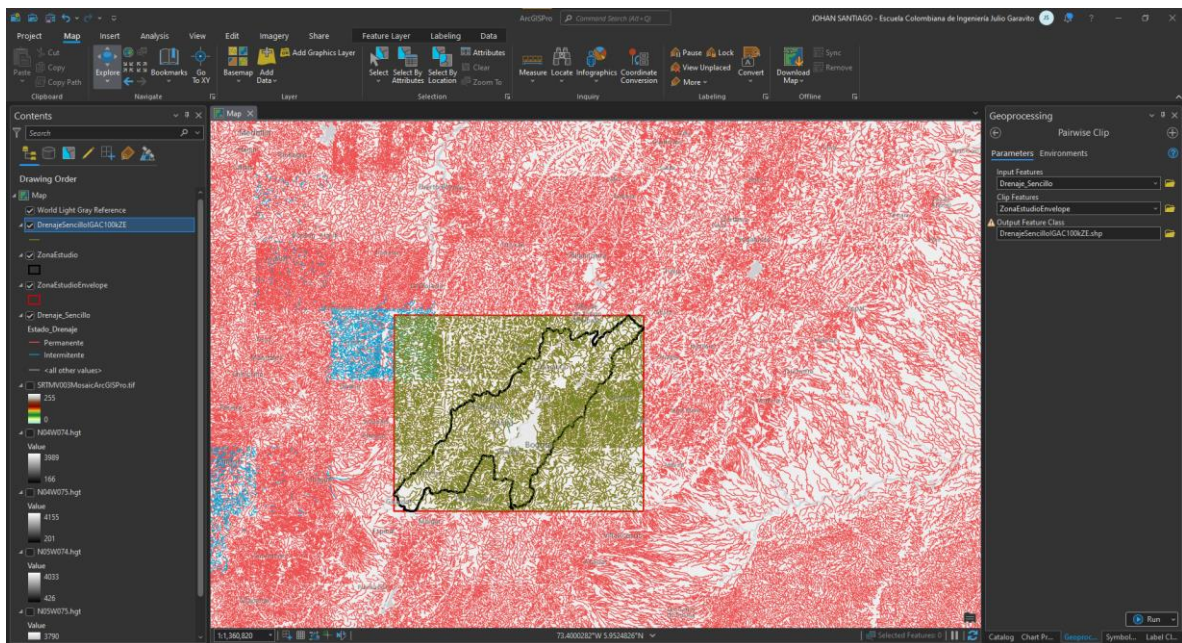 ArcGISPro
Command Search (Alt+Q)
JOHAN SANTIAGO - Escuela Colombiana de Ingeniería Julio Garavito
JS
?
Project Map Insert Analysis View Edit Imagery Share Feature Layer Labeling Data
Paste
Cut
Copy
Copy Path
Explore
Bookmarks
Go To XY
Basemap
Add Data
Add Graphics Layer
Select
Select By Attributes
Select By Location
Attributes
Clear
Zoom To
Measure
Locate
Infographics
Coordinate Conversion
Pause
Lock
View Unplaced
More
Convert
Download Map
Sync
Remove
Clipboard
Navigate
Layer
Selection
Inquiry
Labeling
Offline
Contents
Search
Drawing Order
Map
World Light Gray Reference
DrenajeSencilloIGAC100kZE
ZonaEstudio
ZonaEstudioEnvelope
Drenaje_Sencillo
Estado_Drenaje
Permanente
Intermitente
<all other values>
SRTMV003MosaicArcGISPro.tif
255
0
N04W074.hgt
Value
3989
166
N04W075.hgt
Value
4155
201
N05W074.hgt
Value
4033
426
N05W075.hgt
Value
3790
Map
1:1,360,820
73.4000282°W 5.9524826°N
Selected Features: 0
Geoprocessing
Pairwise Clip
Parameters Environments
Input Features
Drenaje_Sencillo
Clip Features
ZonaEstudioEnvelope
Output Feature Class
DrenajeSencilloIGAC100kZE.shp
Run
Catalog Chart Pr... Geoproc... Symbol... Label Cl...